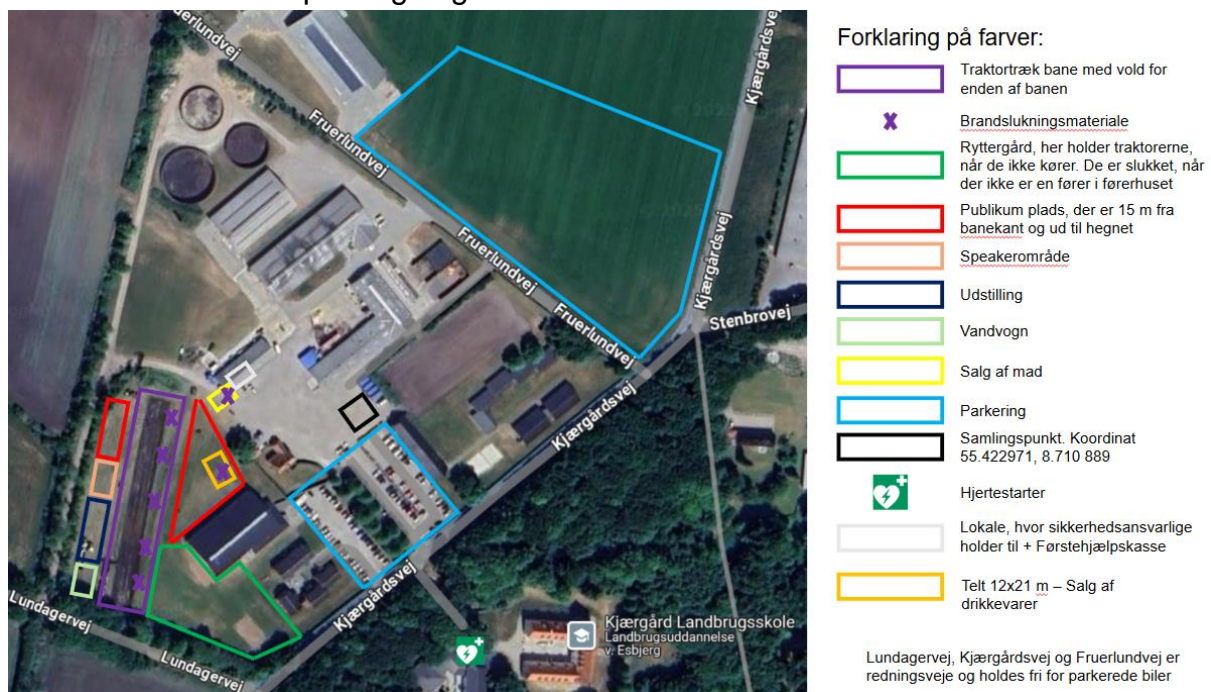 Fruerlundvej
Kjærgårdsvej
Fruerlundvej
Fruerlundvej
Kjærgårdsvej
Fruerlundvej
Stenbrovej
Kjærgårdsvej
Lundagervej
Kjærgårdsvej
Lundagervej
Kjærgård Landbrugsskole
Landbrugsuddannelse
v. Esbjerg
Forklaring på farver:
Traktortræk bane med vold for
enden af banen
Brandslukningsmateriale
Ryttergård, her holder traktorerne,
når de ikke kører. De er slukket, når
der ikke er en fører i førerhuset
Publikum plads, der er 15 m fra
banekant og ud til hegnet
Speakerområde
Udstilling
Vandvogn
Salg af mad
Parkering
Samlingspunkt. Koordinat
55.422971, 8.710 889
Hjertestarter
Lokale, hvor sikkerhedsansvarlige
holder til + Førstehjælpskasse
Telt 12x21 m – Salg af
drikkevarer
Lundagervej, Kjærgårdsvej og Fruerlundvej er
redningsveje og holdes fri for parkerede biler